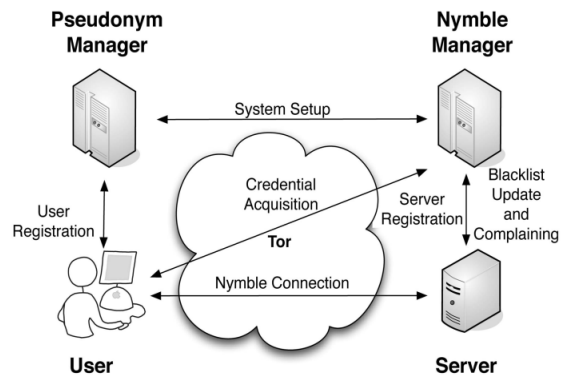 Pseudonym
Manager
Nymble
Manager
System Setup
User
Registration
Credential
Acquisition
Tor
Server
Registration
Blacklist
Update
and
Complaining
Nymble Connection
User
Server